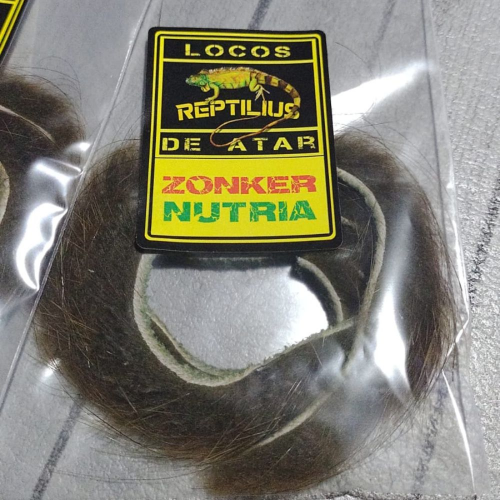 LOCOS
REPTILIUS
DE ATAR
ZONKER
NUTRIA